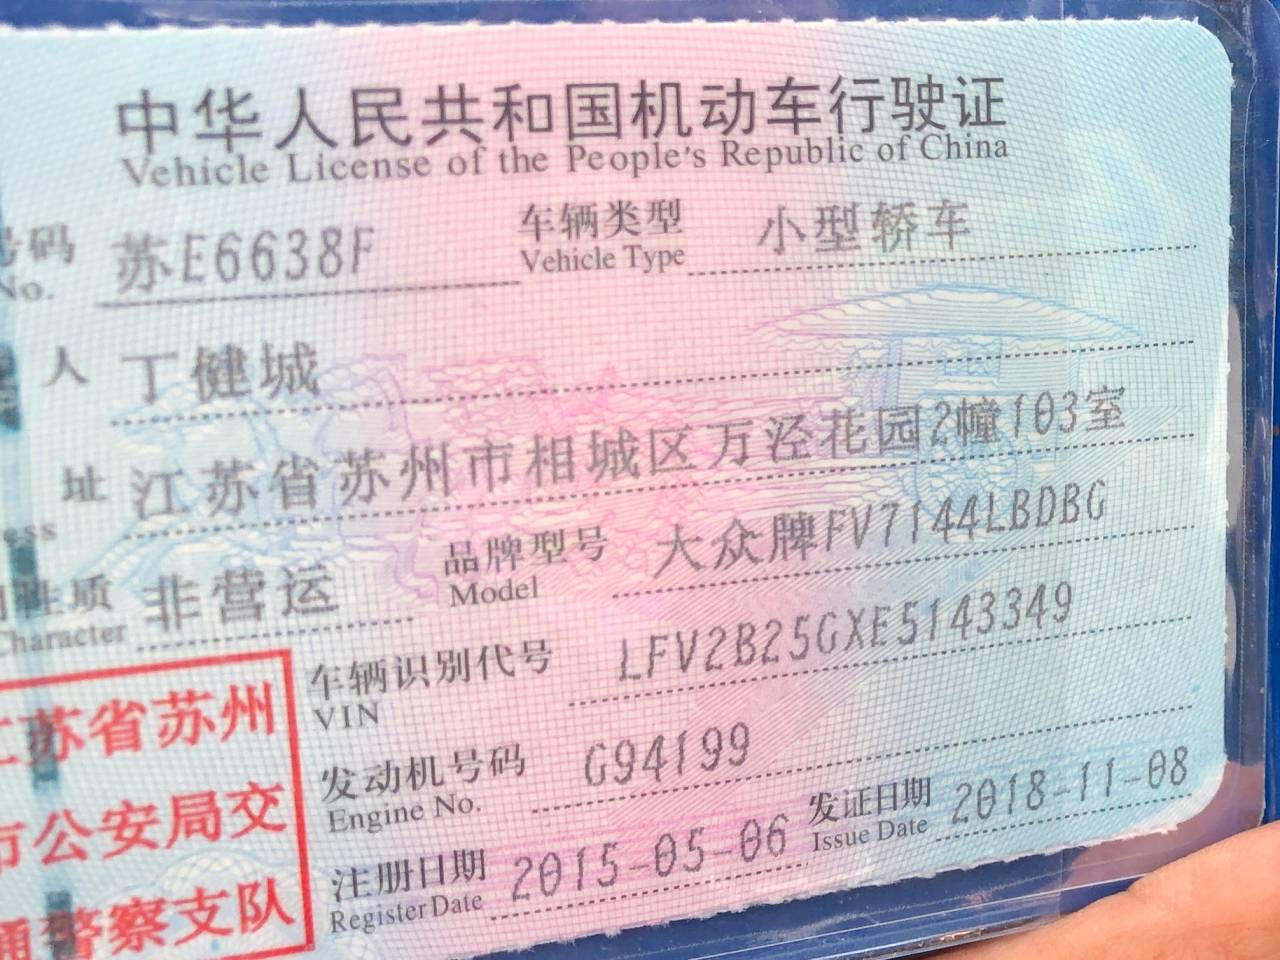 中华人民共和国机动车行驶证
Vehicle License of the People's Republic of China
号码 苏E6638F 车辆类型 小型轿车
No. Vehicle Type
人 丁健城
址 江苏省苏州市相城区万泾花园2幢103室
ess
性质 非营运 品牌型号 大众牌FV7144LBDBG
Character Model
车辆识别代号 LFV2B25GXE5143349
VIN
发动机号码 G94199
Engine No.
注册日期 2015-05-06 发证日期 2018-11-08
Register Date Issue Date
江苏省苏州
市公安局交
通警察支队